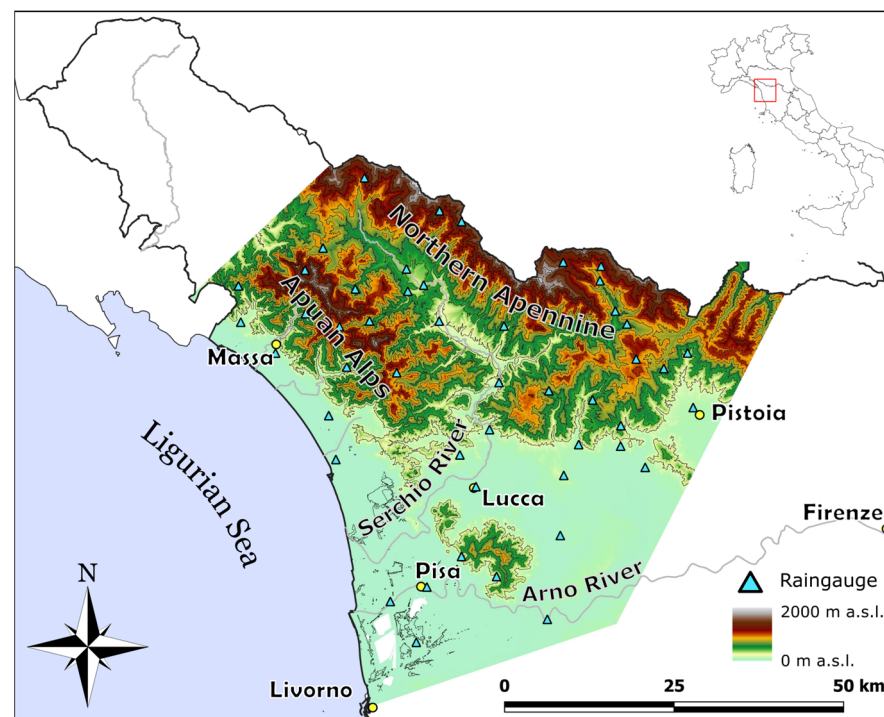 Northern Apennine
Apuan Alps
Massa
Pistoia
Ligurian Sea
Serchio River
Lucca
Firenze
Pisa
Arno River
N
Raingauge
2000 m a.s.l.
0 m a.s.l.
Livorno
0 25 50 km